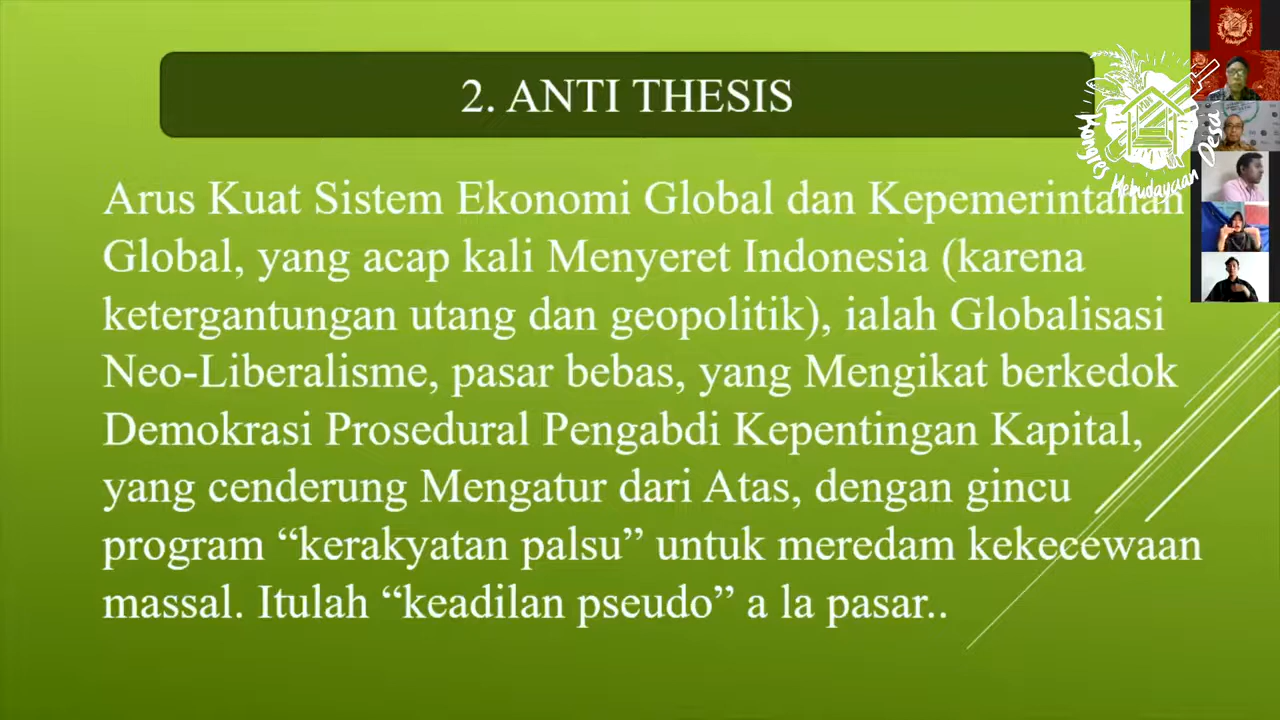 2. ANTI THESIS
Arus Kuat Sistem Ekonomi Global dan Kepemerintahan
Global, yang acap kali Menyeret Indonesia (karena
ketergantungan utang dan geopolitik), ialah Globalisasi
Neo-Liberalisme, pasar bebas, yang Mengikat berkedok
Demokrasi Prosedural Pengabdi Kepentingan Kapital,
yang cenderung Mengatur dari Atas, dengan gincu
program “kerakyatan palsu” untuk meredam kekecewaan
massal. Itulah “keadilan pseudo” a la pasar..
Kongres Kebudayaan Desa